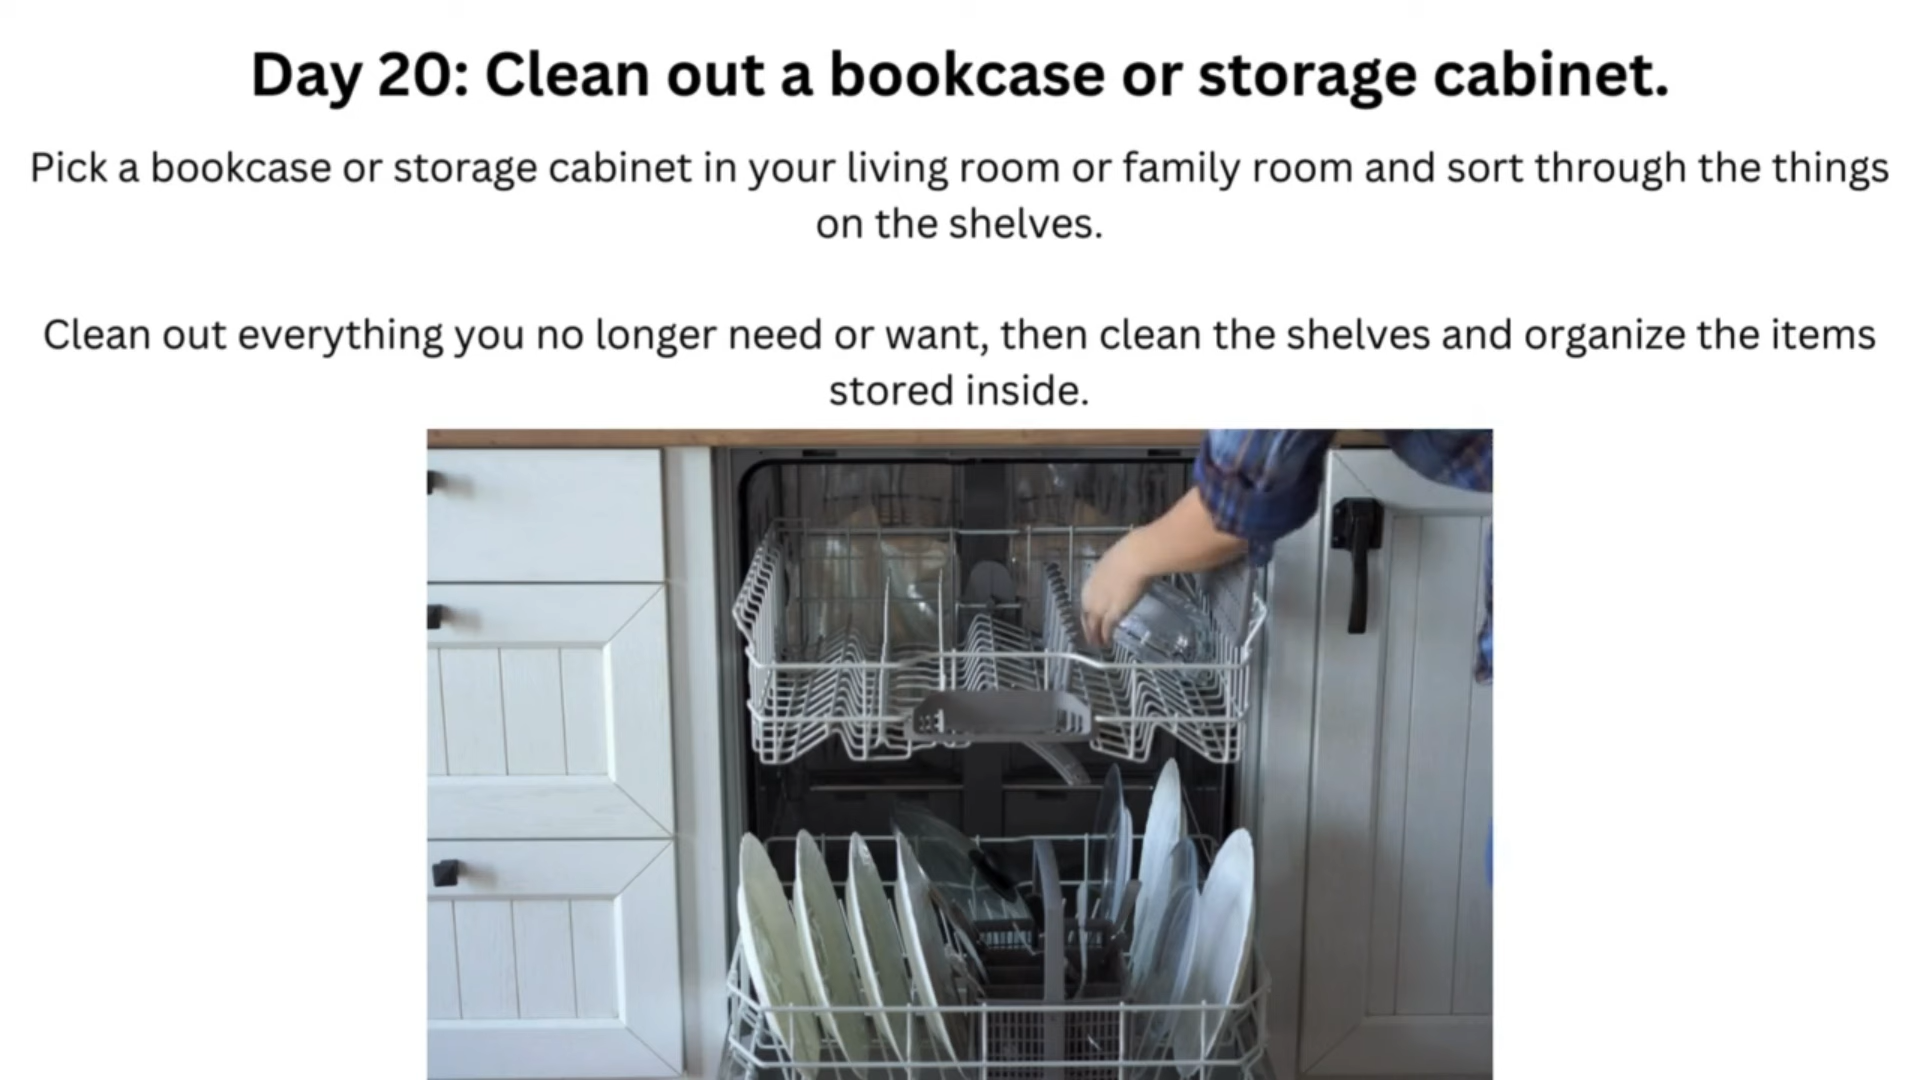 Day 20: Clean out a bookcase or storage cabinet.
Pick a bookcase or storage cabinet in your living room or family room and sort through the things
on the shelves.
Clean out everything you no longer need or want, then clean the shelves and organize the items
stored inside.